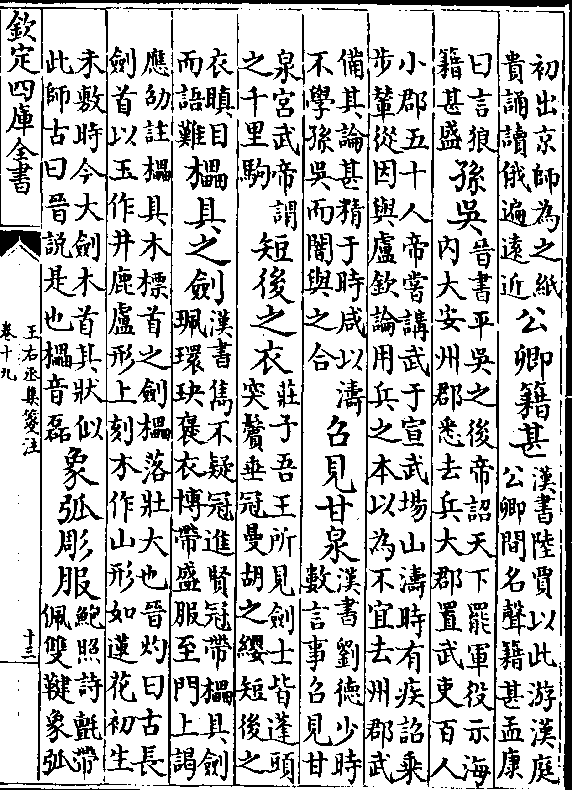 初出京師為之紙
貴誦讀俄遍遠近
公卿籍甚
漢書陸賈以此游漢庭
公卿間名聲籍甚孟康
曰言狼
籍甚盛
孫吳
晉書平吳之後帝詔天下罷軍役示海
內大安州郡悉去兵大郡置武吏百人
小郡五十人帝嘗講武于宣武場山濤時有疾詔乘
步輦從因與盧欽論用兵之本以為不宜去州郡武
備其論甚精于時咸以濤
不學孫吳而闇與之合
召見甘泉
漢書劉德少時
數言事召見甘
泉宮武帝謂
之千里駒
短後之衣
莊子吾王所見劍士皆蓬頭
突鬢垂冠曼胡之纓短後之
衣瞋目
而語難
櫑具之劍
漢書雋不疑冠進賢冠帶櫑具劍
珮環玦襃衣博帶盛服至門上謁
應劭註櫑具木標首之劍櫑落壯大也晉灼曰古長
劍首以玉作井鹿盧形上刻木作山形如蓮花初生
未敷時今大劍木首其狀似
此師古曰晉說是也櫑音磊
象弧彫服
鮑照詩氈帶
佩雙鞬象弧
欽定四庫全書
王右丞集箋注
卷十九
十三